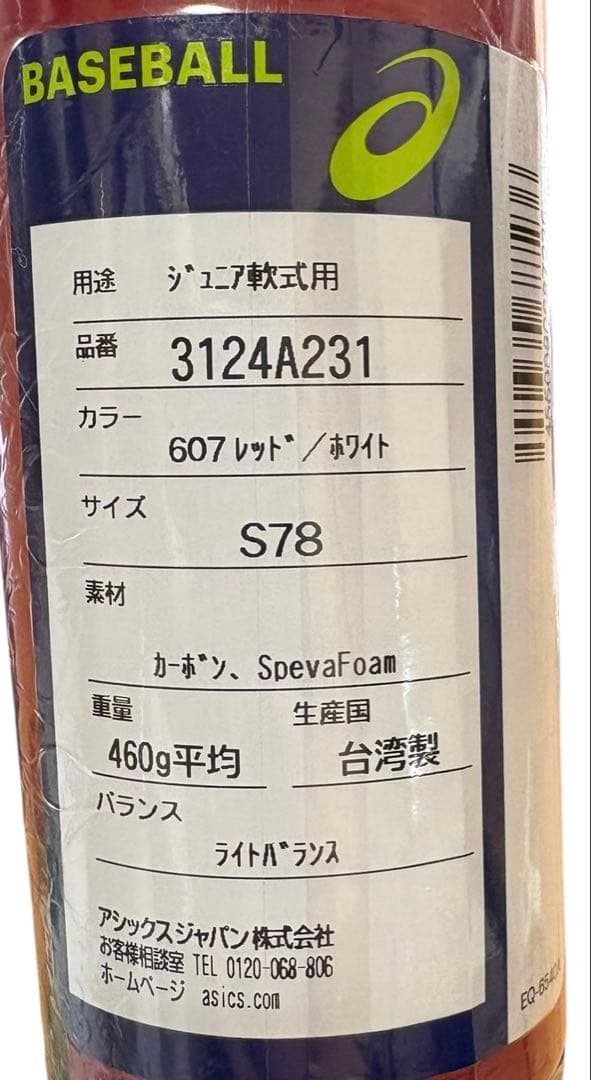 BASEBALL
用途 ｼﾞｭﾆｱ軟式用
品番 3124A231
カラー
607 ﾚｯﾄﾞ／ﾎﾜｲﾄ
サイズ
S78
素材
ｶｰﾎﾞﾝ、SpevaFoam
重量 生産国
460g平均 台湾製
バランス
ﾗｲﾄﾊﾞﾗﾝｽ
アシックスジャパン株式会社
お客様相談室 TEL 0120-068-806
ホームページ asics.com